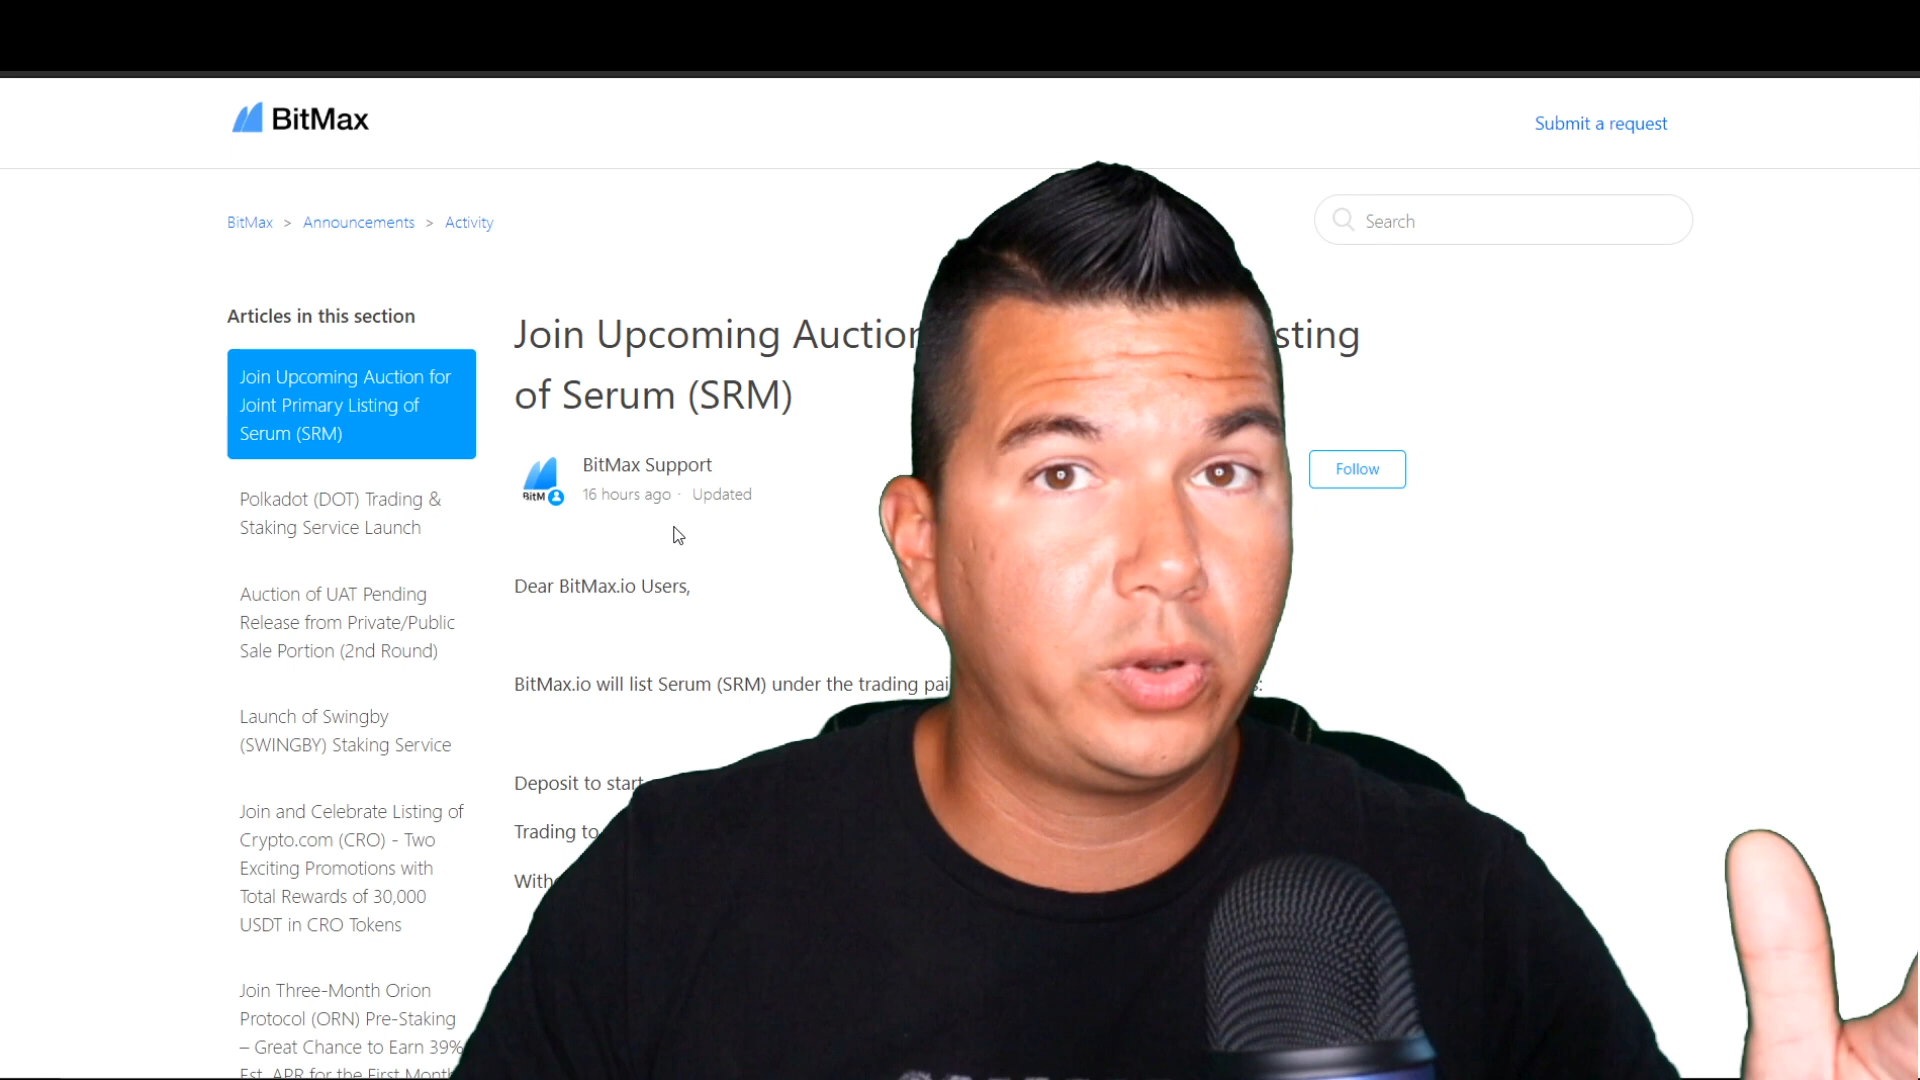 BitMax
Submit a request
BitMax > Announcements > Activity
Search
Articles in this section
Join Upcoming Auction for
Joint Primary Listing of
Serum (SRM)
Polkadot (DOT) Trading &
Staking Service Launch
Auction of UAT Pending
Release from Private/Public
Sale Portion (2nd Round)
Launch of Swingby
(SWINGBY) Staking Service
Join and Celebrate Listing of
Crypto.com (CRO) - Two
Exciting Promotions with
Total Rewards of 30,000
USDT in CRO Tokens
Join Three-Month Orion
Protocol (ORN) Pre-Staking
– Great Chance to Earn 39%
Est. APR for the First Month
Join Upcoming Auction sting
of Serum (SRM)
BitM
BitMax Support
16 hours ago · Updated
Follow
Dear BitMax.io Users,
BitMax.io will list Serum (SRM) under the trading pai
Deposit to start
Trading to
With